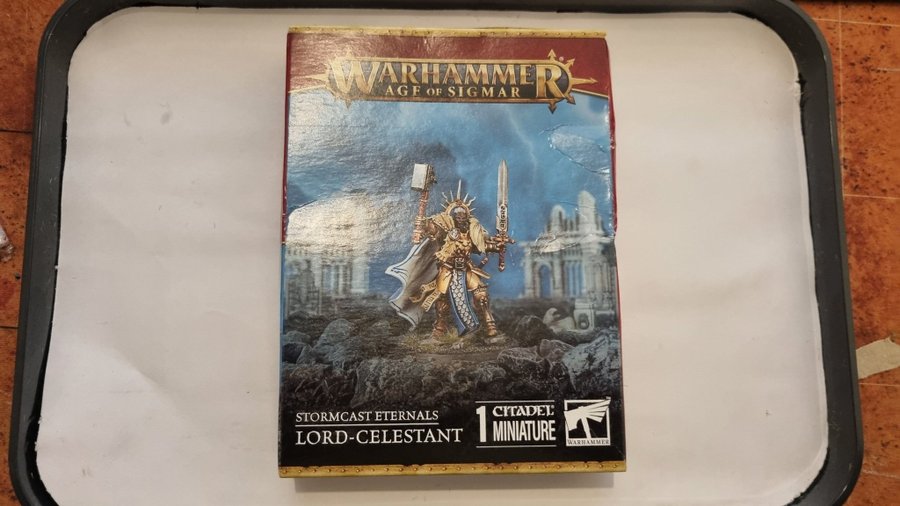 WARHAMMER
AGE OF SIGMAR
STORMCAST ETERNALS
LORD-CELESTANT
1 CITADEL
MINIATURE
WARHAMMER